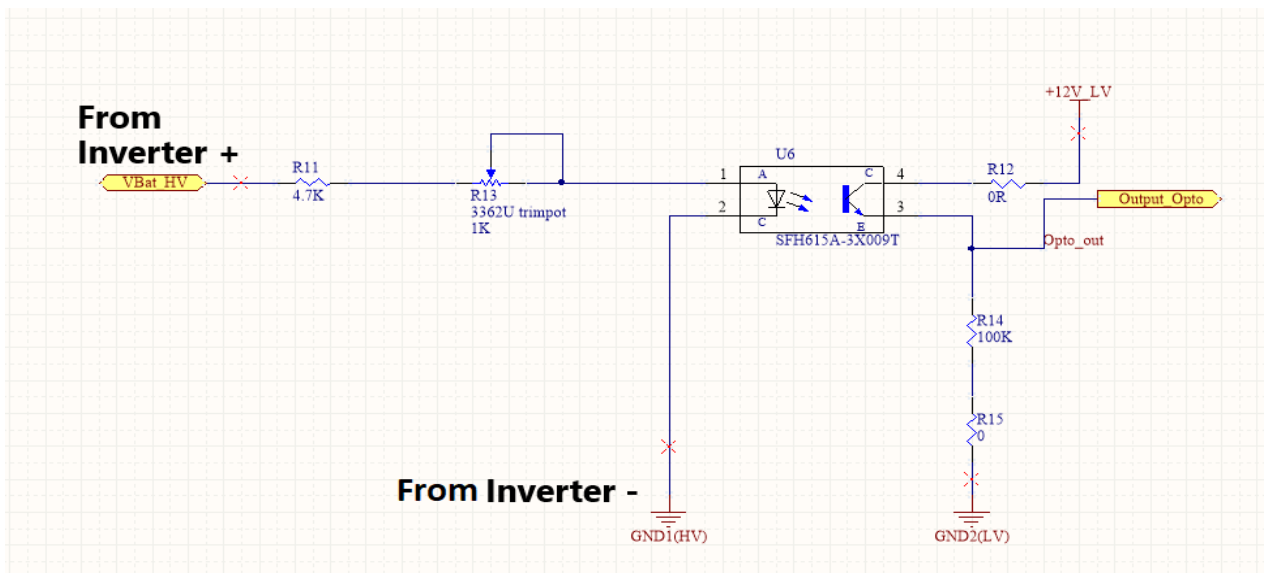 From
Inverter +
VBat_HV
R11
4.7K
R13
3362U trimpot
1K
U6
1
A
2
C
C
4
E
3
SFH615A-3X009T
R12
0R
+12V_LV
Output_Opto
Opto_out
R14
100K
R15
0
From Inverter -
GND1(HV)
GND2(LV)